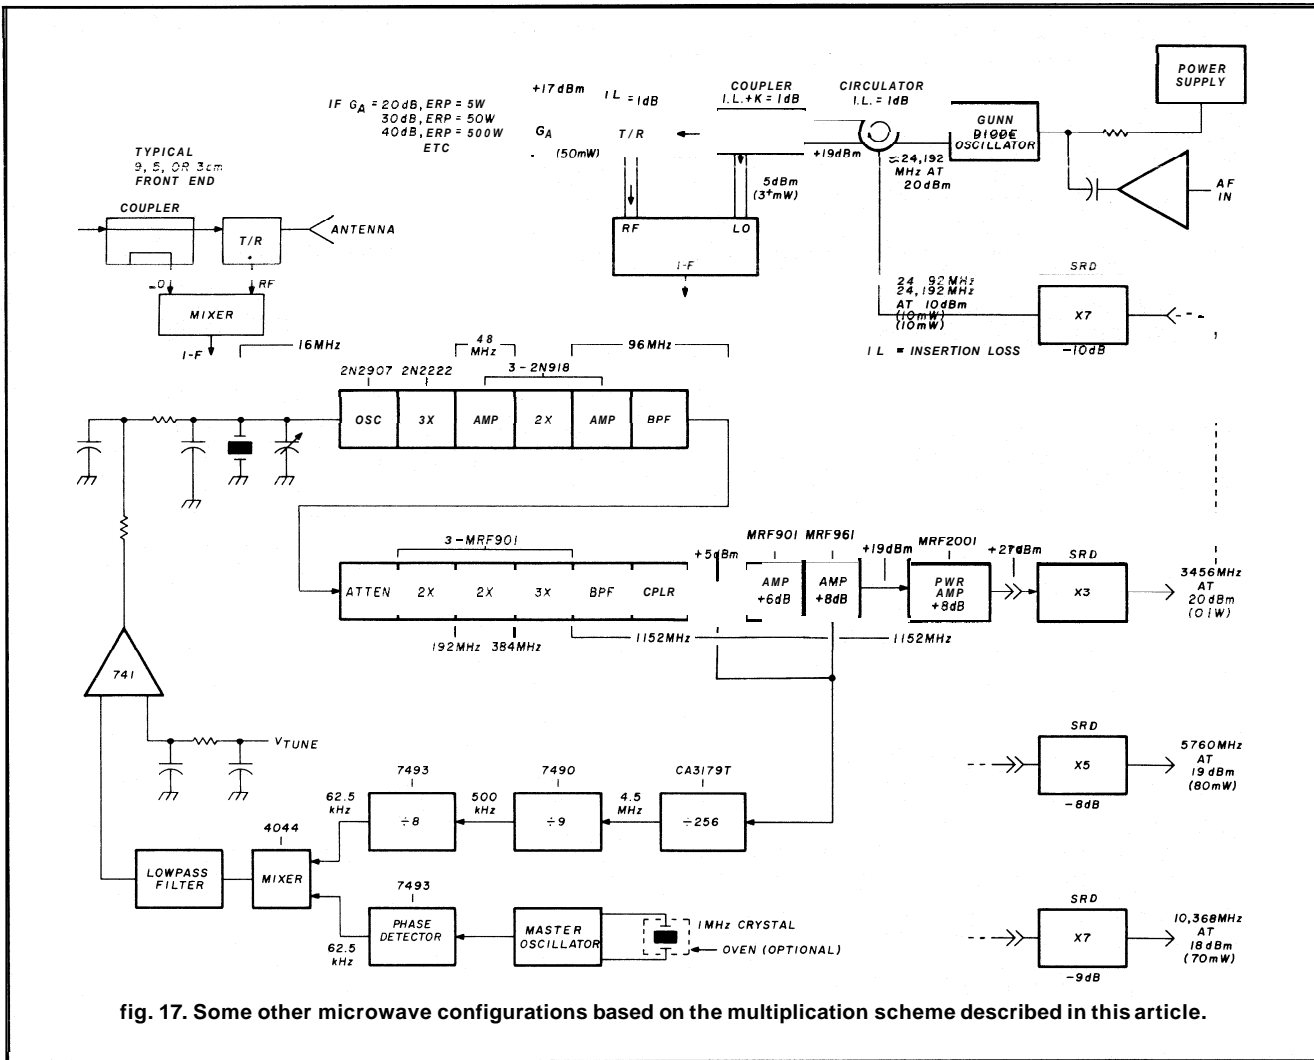 POWER
SUPPLY
COUPLER
I.L.+K = 1dB
CIRCULATOR
I.L. = 1dB
+17dBm
IL = 1dB
IF GA = 20dB, ERP = 5W
30dB, ERP = 50W
40dB, ERP = 500W
ETC
GA
(50mW)
T/R
+19dBm
GUNN
DIODE
OSCILLATOR
≈24,192
MHz AT
20dBm
AF
IN
5dBm
(3+mW)
RF
LO
I-F
TYPICAL
9, 5, OR 3cm
FRONT END
COUPLER
T/R
ANTENNA
LO
RF
MIXER
I-F
24 92MHz
24,192MHz
AT 10dBm
(10mW)
(10mW)
SRD
X7
-10dB
IL = INSERTION LOSS
16MHz
48
MHz
96MHz
2N2907
2N2222
3-2N918
OSC
3X
AMP
2X
AMP
BPF
3-MRF901
ATTEN
2X
2X
3X
BPF
CPLR
192MHz
384MHz
1152MHz
1152MHz
+5dBm
MRF901
MRF961
AMP
+6dB
AMP
+8dB
+19dBm
MRF2001
PWR
AMP
+8dB
+27dBm
SRD
X3
3456MHz
AT
20dBm
(0.1W)
741
VTUNE
7493
7490
CA3179T
62.5
kHz
÷8
500
kHz
÷9
4.5
MHz
÷256
SRD
X5
-8dB
5760MHz
AT
19dBm
(80mW)
4044
LOWPASS
FILTER
MIXER
7493
62.5
kHz
PHASE
DETECTOR
MASTER
OSCILLATOR
1MHz CRYSTAL
OVEN (OPTIONAL)
SRD
X7
-9dB
10,368MHz
AT
18dBm
(70mW)
fig. 17. Some other microwave configurations based on the multiplication scheme described in this article.